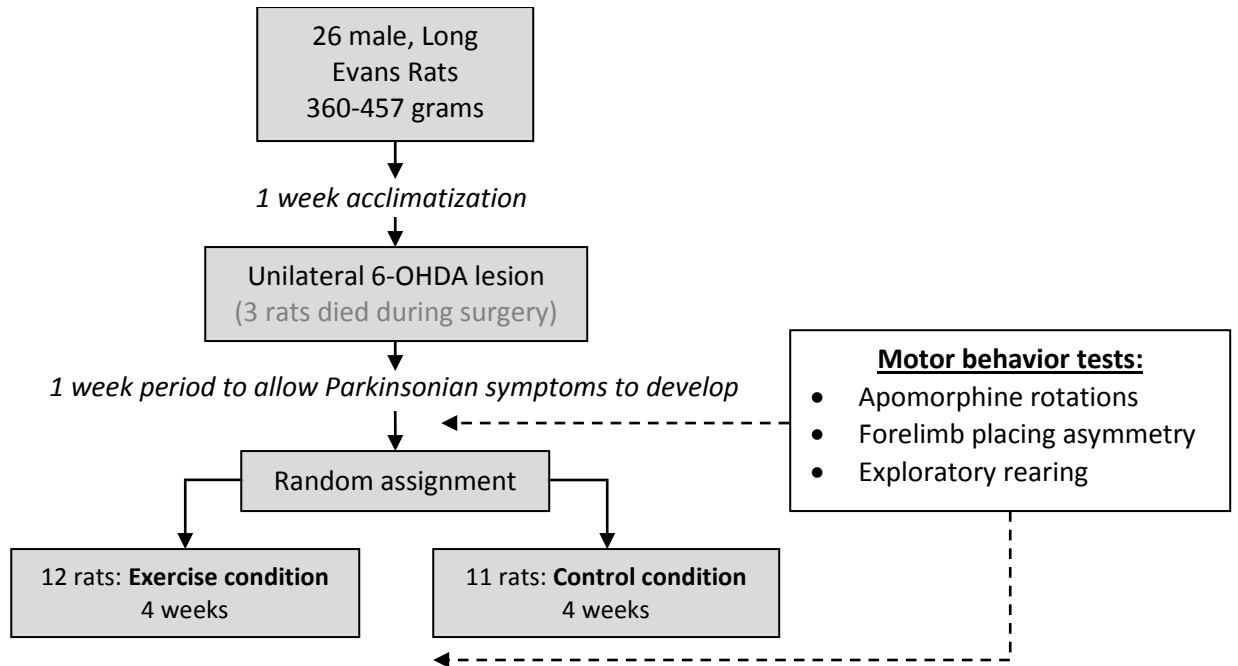 26 male, Long
Evans Rats
360-457 grams
1 week acclimatization
Unilateral 6-OHDA lesion
(3 rats died during surgery)
1 week period to allow Parkinsonian symptoms to develop
Motor behavior tests:
• Apomorphine rotations
• Forelimb placing asymmetry
• Exploratory rearing
Random assignment
12 rats: Exercise condition
4 weeks
11 rats: Control condition
4 weeks